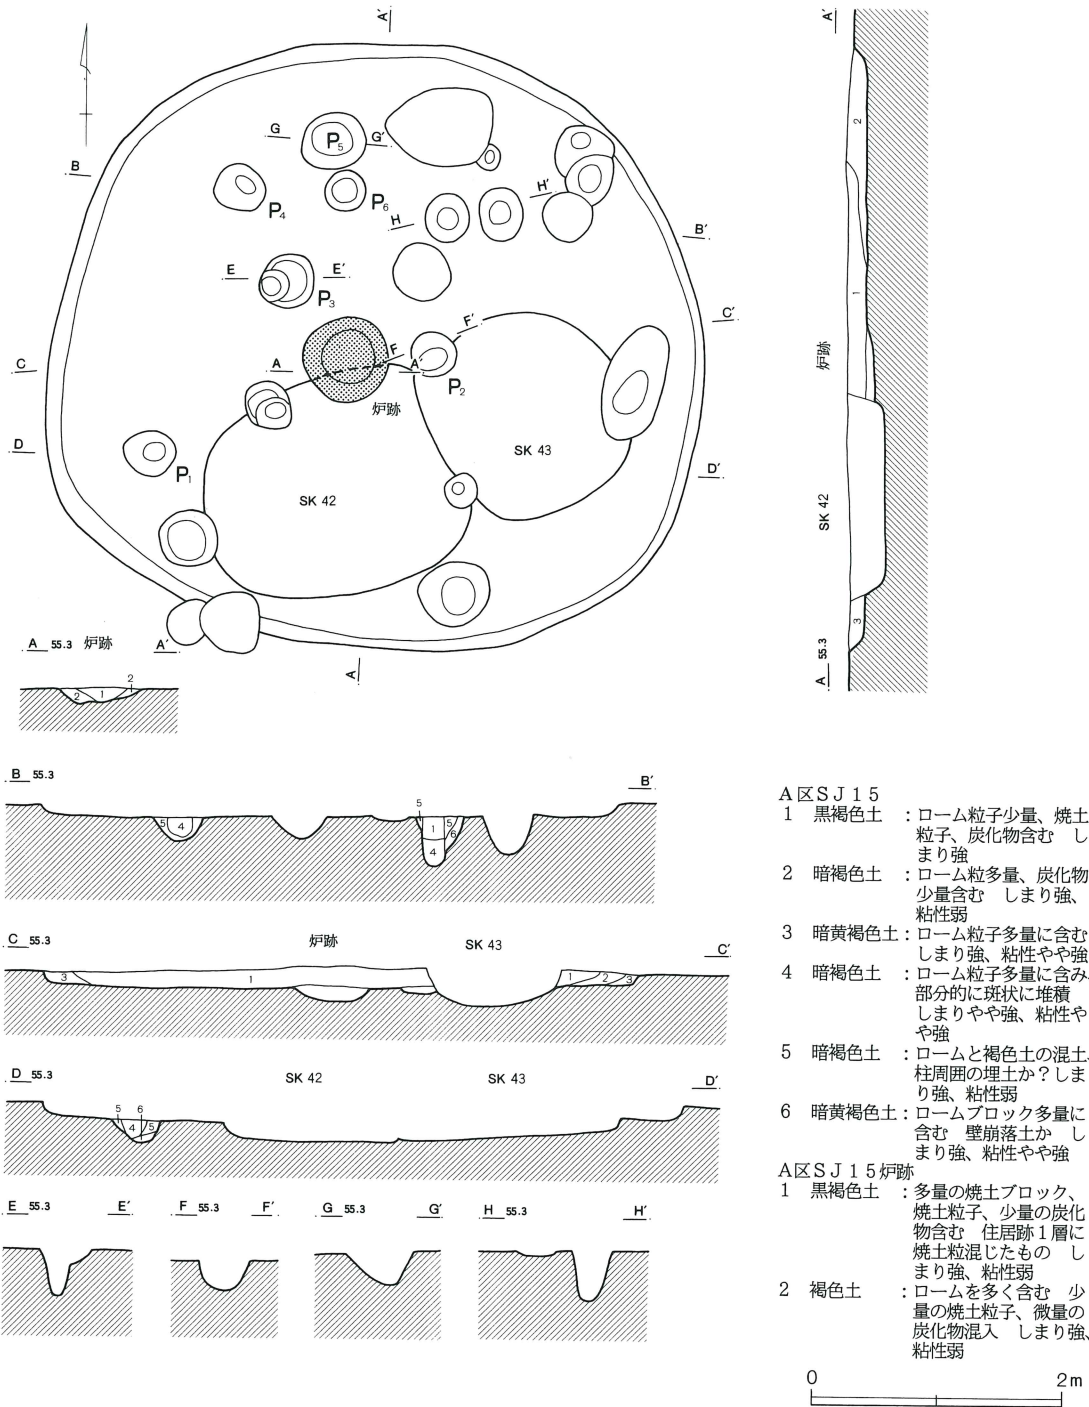 A′
G
P5
G′
B
P4
P6
H
H′
B′
E
E′
P3
F′
C′
F
A
A′
P2
C
炉跡
D
P1
SK 43
D′
SK 42
A
A 55.3 炉跡 A′
2
2 1
B 55.3 B′
5
5 4
1 5
6
4
C 55.3 炉跡 SK 43 C′
3 1 1 2 3
D 55.3 SK 42 SK 43 D′
5 6
4 5
E 55.3 E′
F 55.3 F′
G 55.3 G′
H 55.3 H′
A′
2
1
炉跡
SK 42
3
A 55.3
A区SJ15
1 黒褐色土 :ローム粒子少量、焼土
粒子、炭化物含む し
まり強
2 暗褐色土 :ローム粒多量、炭化物
少量含む しまり強、
粘性弱
3 暗黄褐色土:ローム粒子多量に含む
しまり強、粘性やや強
4 暗褐色土 :ローム粒子多量に含み
部分的に斑状に堆積
しまりやや強、粘性や
や強
5 暗褐色土 :ロームと褐色土の混土、
柱周囲の埋土か?しま
り強、粘性弱
6 暗黄褐色土:ロームブロック多量に
含む 壁崩落土か し
まり強、粘性やや強
A区SJ15炉跡
1 黒褐色土 :多量の焼土ブロック、
焼土粒子、少量の炭化
物含む 住居跡1層に
焼土粒混じたもの し
まり強、粘性弱
2 褐色土 :ロームを多く含む 少
量の焼土粒子、微量の
炭化物混入 しまり強、
粘性弱
0 2m